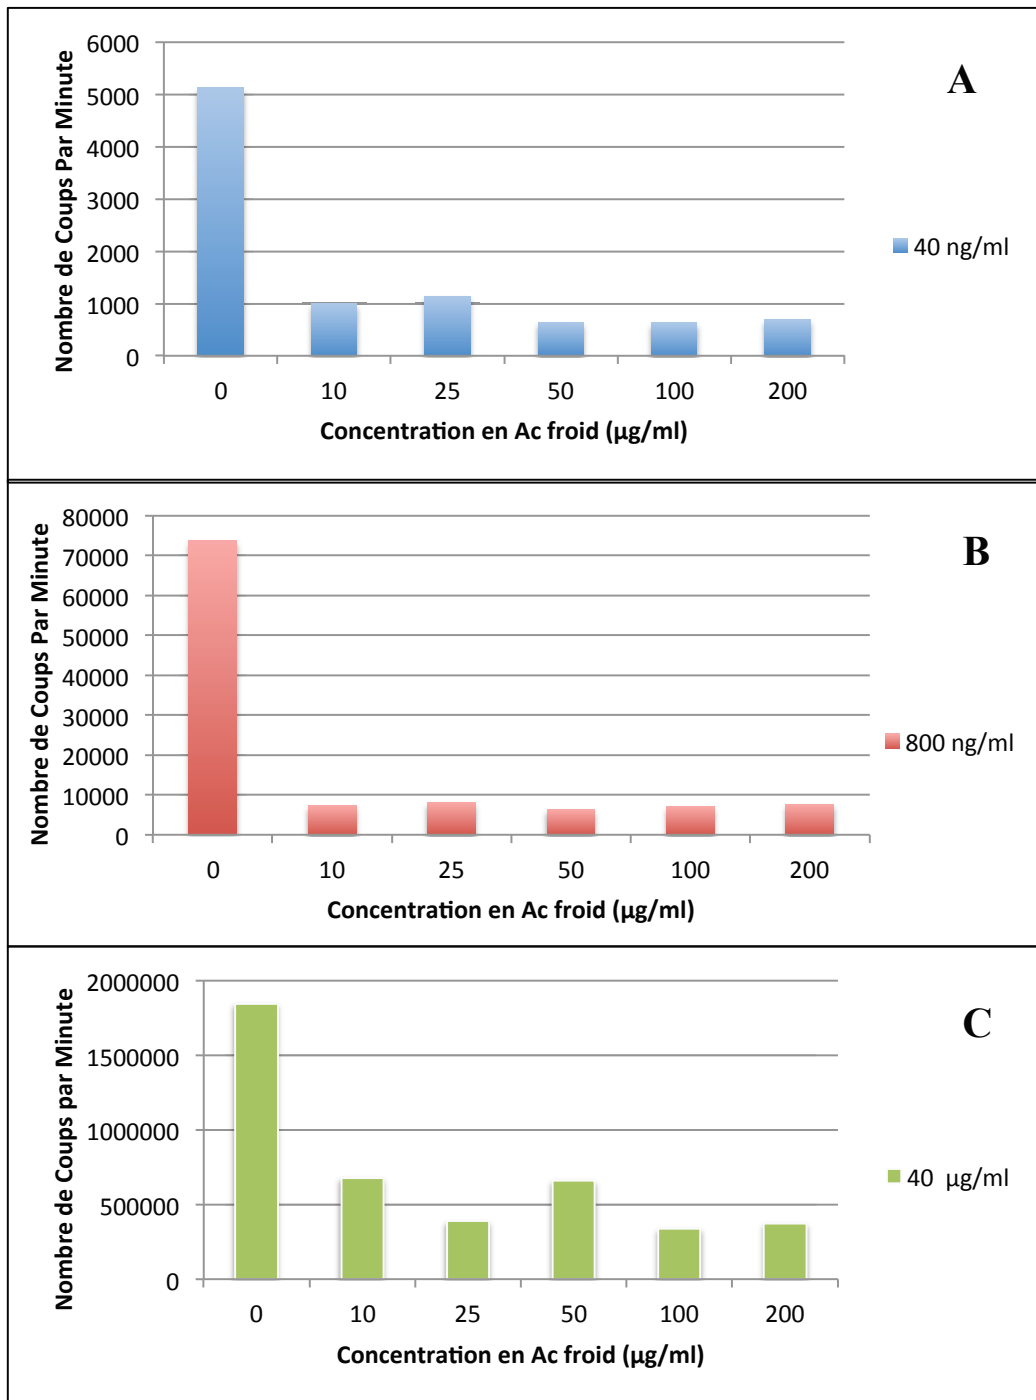 A
Nombre de Coups Par Minute
6000
5000
4000
3000
2000
1000
0
0 10 25 50 100 200
Concentration en Ac froid (µg/ml)
40 ng/ml
B
Nombre de Coups Par Minute
80000
70000
60000
50000
40000
30000
20000
10000
0
0 10 25 50 100 200
Concentration en Ac froid (µg/ml)
800 ng/ml
C
Nombre de Coups par Minute
2000000
1500000
1000000
500000
0
0 10 25 50 100 200
Concentration en Ac froid (µg/ml)
40 µg/ml